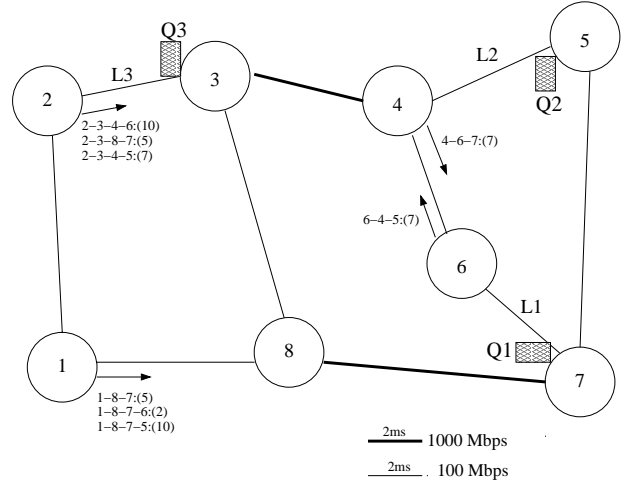 5
Q3
L2
3
L3
2
4
Q2
2−3−4−6:(10)
2−3−8−7:(5)
2−3−4−5:(7)
4−6−7:(7)
6−4−5:(7)
6
L1
Q1
8
1
7
1−8−7:(5)
1−8−7−6:(2)
1−8−7−5:(10)
2ms 1000 Mbps
2ms 100 Mbps